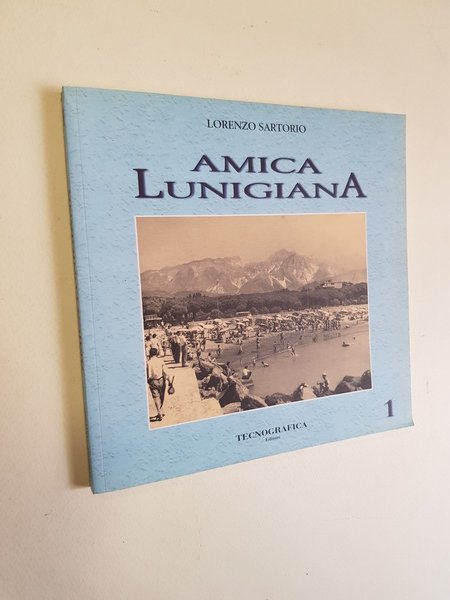 LORENZO SARTORIO
AMICA
LUNIGIANA
1
TECNOGRAFICA
Editore